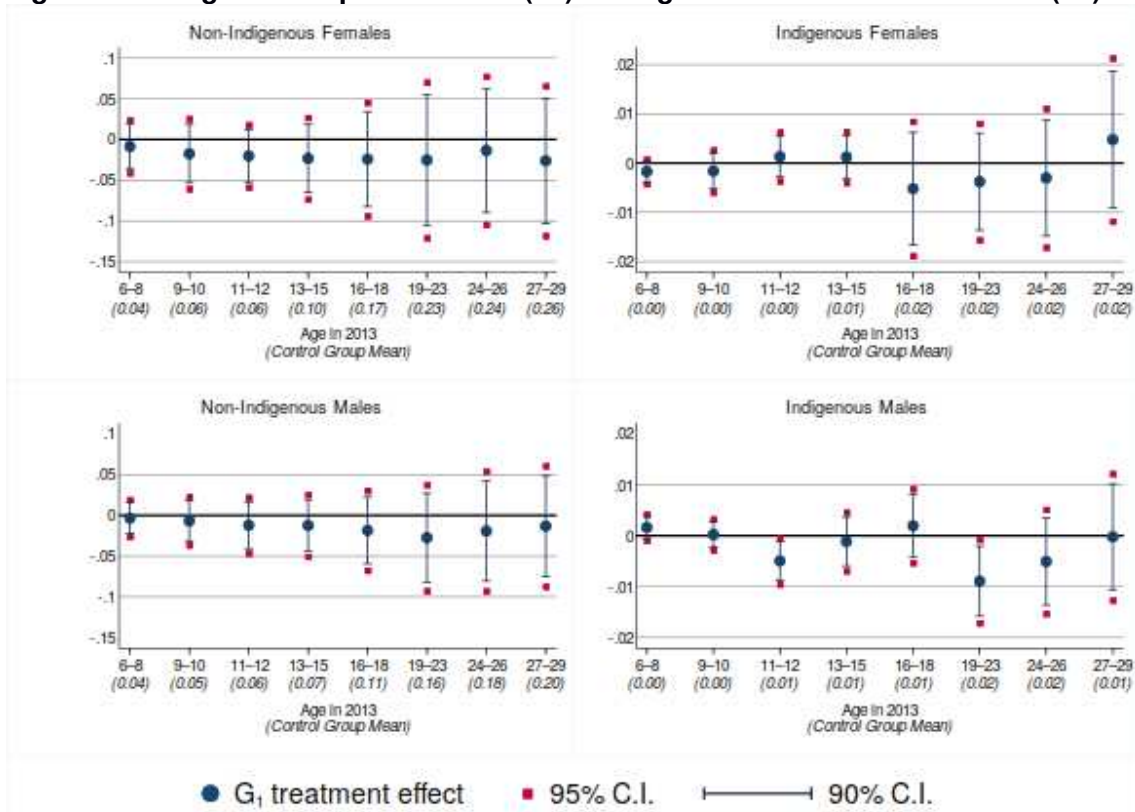 Non-Indigenous Females
.1
.05
0
-.05
-.1
-.15
6–8 9–10 11–12 13–15 16–18 19–23 24–26 27–29
(0.04) (0.06) (0.06) (0.10) (0.17) (0.23) (0.24) (0.26)
Age in 2013
(Control Group Mean)
Indigenous Females
.02
.01
0
-.01
-.02
6–8 9–10 11–12 13–15 16–18 19–23 24–26 27–29
(0.00) (0.00) (0.00) (0.01) (0.02) (0.02) (0.02) (0.02)
Age in 2013
(Control Group Mean)
Non-Indigenous Males
.1
.05
0
-.05
-.1
-.15
6–8 9–10 11–12 13–15 16–18 19–23 24–26 27–29
(0.04) (0.05) (0.06) (0.07) (0.11) (0.16) (0.18) (0.20)
Age in 2013
(Control Group Mean)
Indigenous Males
.02
.01
0
-.01
-.02
6–8 9–10 11–12 13–15 16–18 19–23 24–26 27–29
(0.00) (0.00) (0.01) (0.01) (0.01) (0.02) (0.02) (0.01)
Age in 2013
(Control Group Mean)
G₁ treatment effect 95% C.I. 90% C.I.